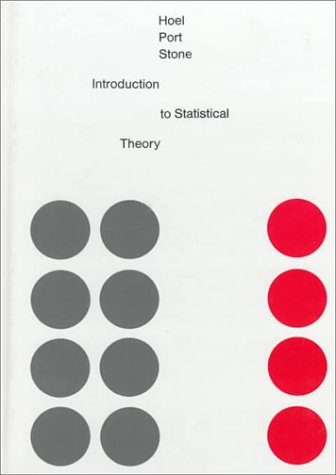 Hoel
Port
Stone
Introduction
to Statistical
Theory